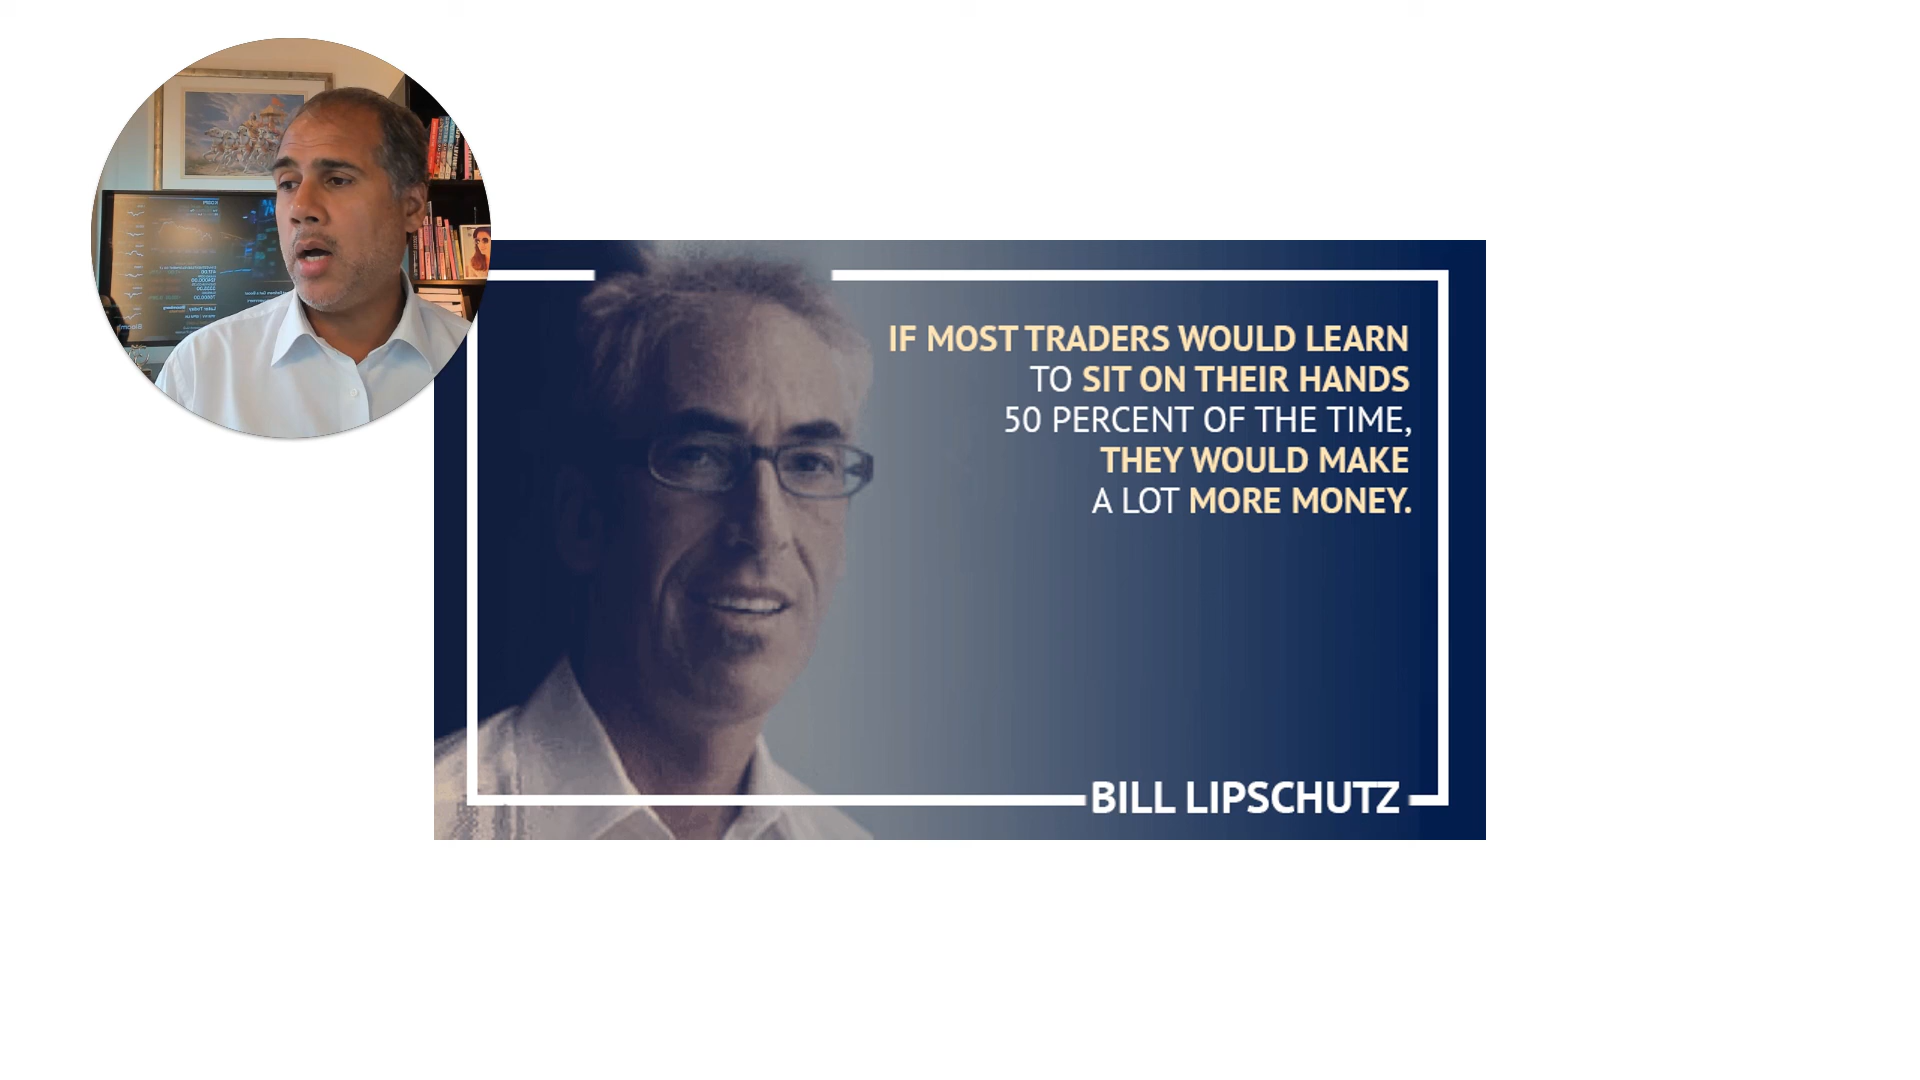 IF MOST TRADERS WOULD LEARN
TO SIT ON THEIR HANDS
50 PERCENT OF THE TIME,
THEY WOULD MAKE
A LOT MORE MONEY.
BILL LIPSCHUTZ